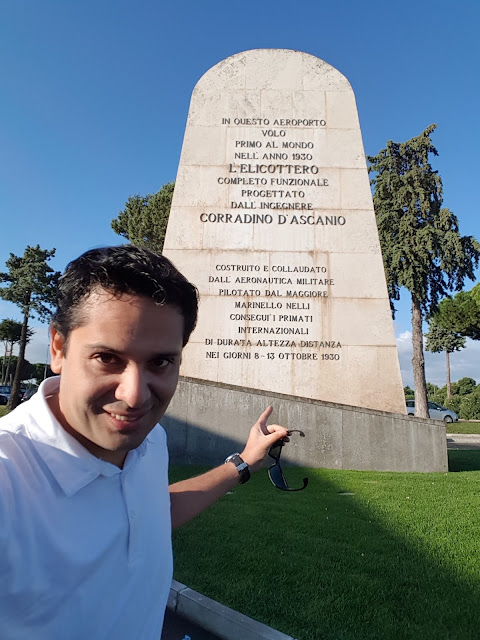 IN QUESTO AEROPORTO
VOLO
PRIMO AL MONDO
NELL'ANNO 1930
L'ELICOTTERO
COMPLETO FUNZIONALE
PROGETTATO
DALL'INGEGNERE
CORRADINO D'ASCANIO
COSTRUITO E COLLAUDATO
DALL'AERONAUTICA MILITARE
PILOTATO DAL MAGGIORE
MARINELLO NELLI
CONSEGUI'I PRIMATI
INTERNAZIONALI
DI DURATA ALTEZZA DISTANZA
NEI GIORNI 8-13 OTTOBRE 1930